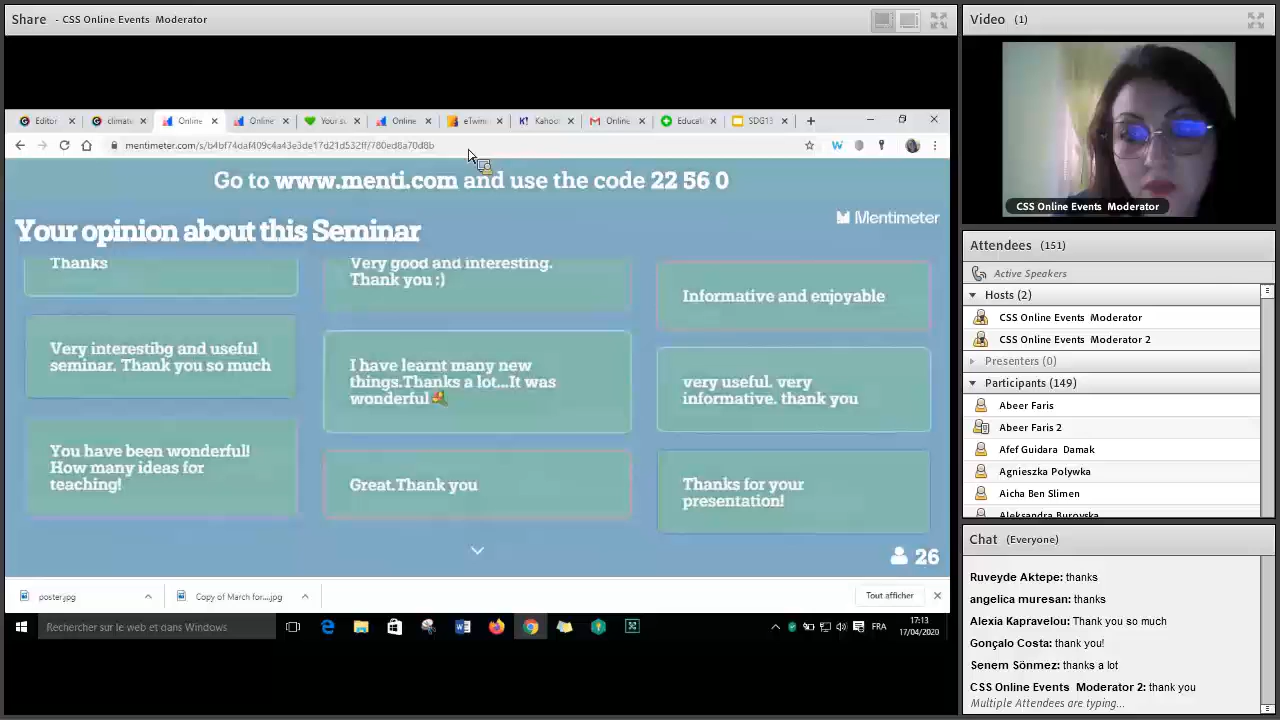 Share - CSS Online Events Moderator
Editor
climati
Online
Online
Your s
Online
eTwin
Kahoo
Online
Educat
SDG13
mentimeter.com/s/b4bf74daf409c4a43e3de17d21d532ff/780ed8a70d8b
Go to www.menti.com and use the code 22 56 0
Mentimeter
Your opinion about this Seminar
Thanks
Very interestibg and useful
seminar. Thank you so much
You have been wonderful!
How many ideas for
teaching!
Very good and interesting.
Thank you :)
I have learnt many new
things.Thanks a lot...It was
wonderful💐
Great.Thank you
Informative and enjoyable
very useful. very
informative. thank you
Thanks for your
presentation!
26
poster.jpg
Copy of March for....jpg
Tout afficher
Rechercher sur le web et dans Windows
FRA
17:13
17/04/2020
Video (1)
CSS Online Events Moderator
Attendees (151)
Active Speakers
Hosts (2)
CSS Online Events Moderator
CSS Online Events Moderator 2
Presenters (0)
Participants (149)
Abeer Faris
Abeer Faris 2
Afef Guidara Damak
Agnieszka Polywka
Aicha Ben Slimen
Aleksandra Burovska
Chat (Everyone)
Ruveyde Aktepe: thanks
angelica muresan: thanks
Alexia Kapravelou: Thank you so much
Gonçalo Costa: thank you!
Senem Sönmez: thanks a lot
CSS Online Events Moderator 2: thank you
Multiple Attendees are typing...